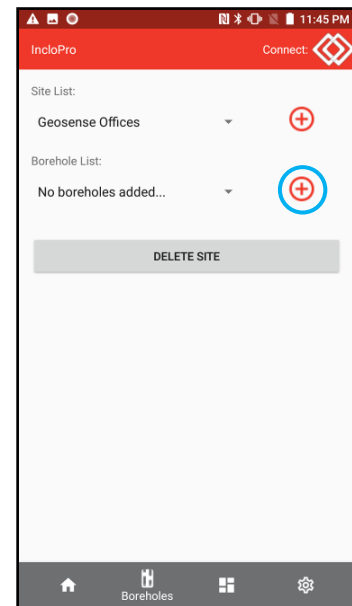 11:45 PM
IncloPro
Connect:
Site List:
Geosense Offices
Borehole List:
No boreholes added...
DELETE SITE
Boreholes